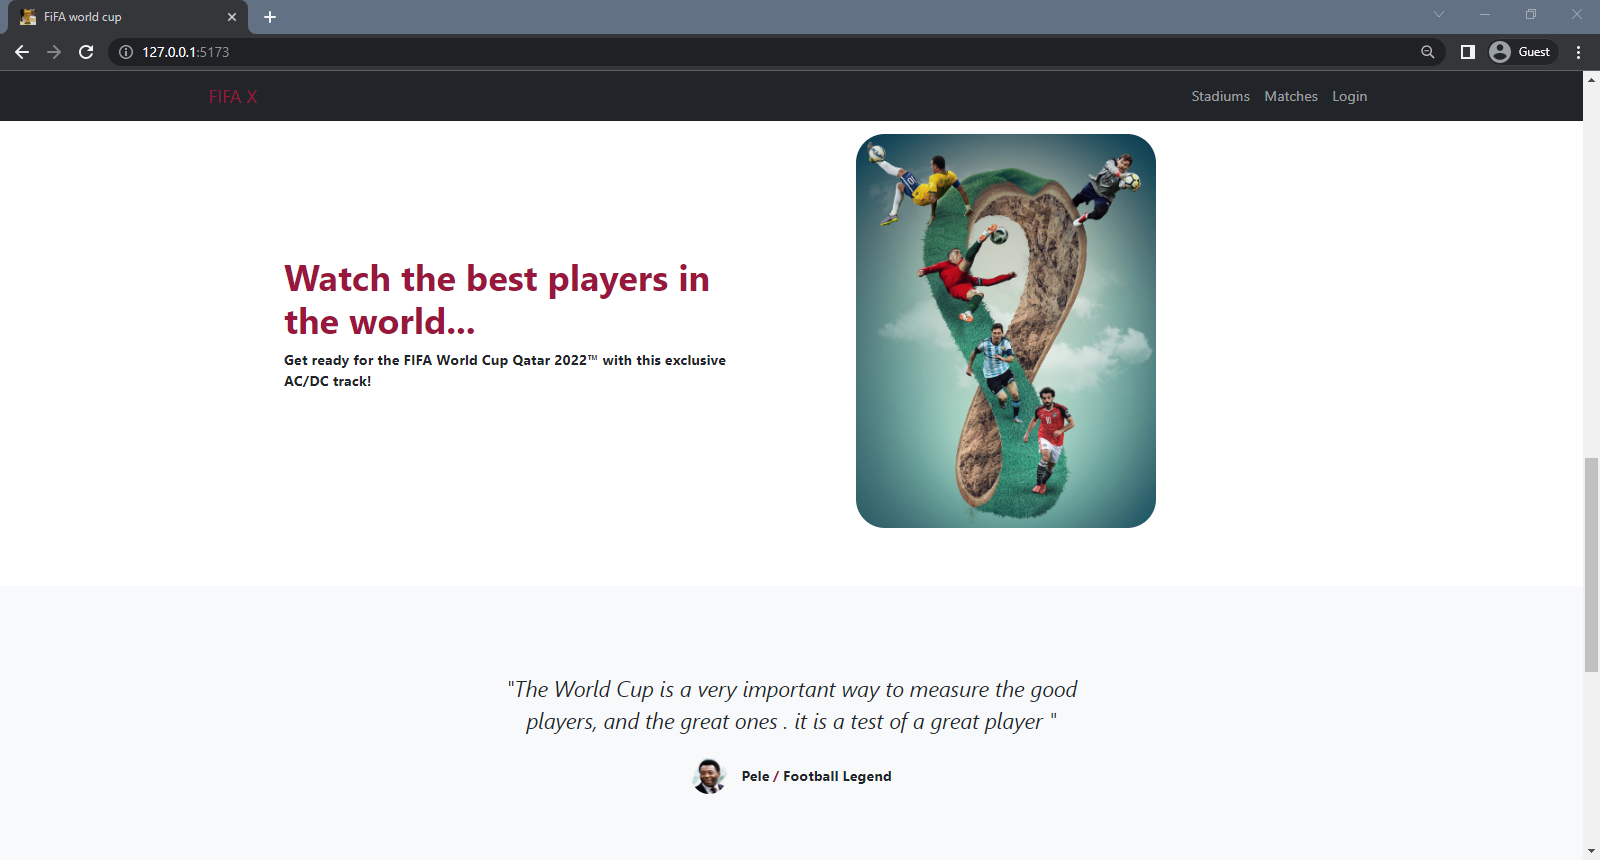 FiFA world cup
127.0.0.1:5173
Guest
FIFA X
Stadiums Matches Login
Watch the best players in
the world...
Get ready for the FIFA World Cup Qatar 2022™ with this exclusive
AC/DC track!
10
"The World Cup is a very important way to measure the good
players, and the great ones . it is a test of a great player "
Pele / Football Legend